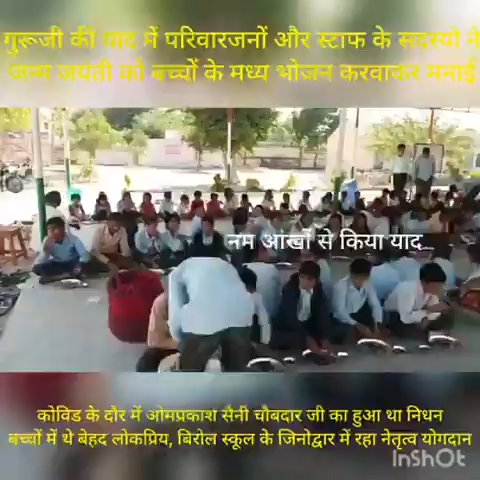 गुरूजी की याद में परिवारजनों और स्टाफ के सदस्यो ने
जन्म जयंती को बच्चों के मध्य भोजन करवाकर मनाई
नम आंखों से किया याद
कोविड के दौर में ओमप्रकाश सैनी चौबदार जी का हुआ था निधन
बच्चों में थे बेहद लोकप्रिय, बिरोल स्कूल के जिनोद्वार में रहा नेतृत्व योगदान
InShOt